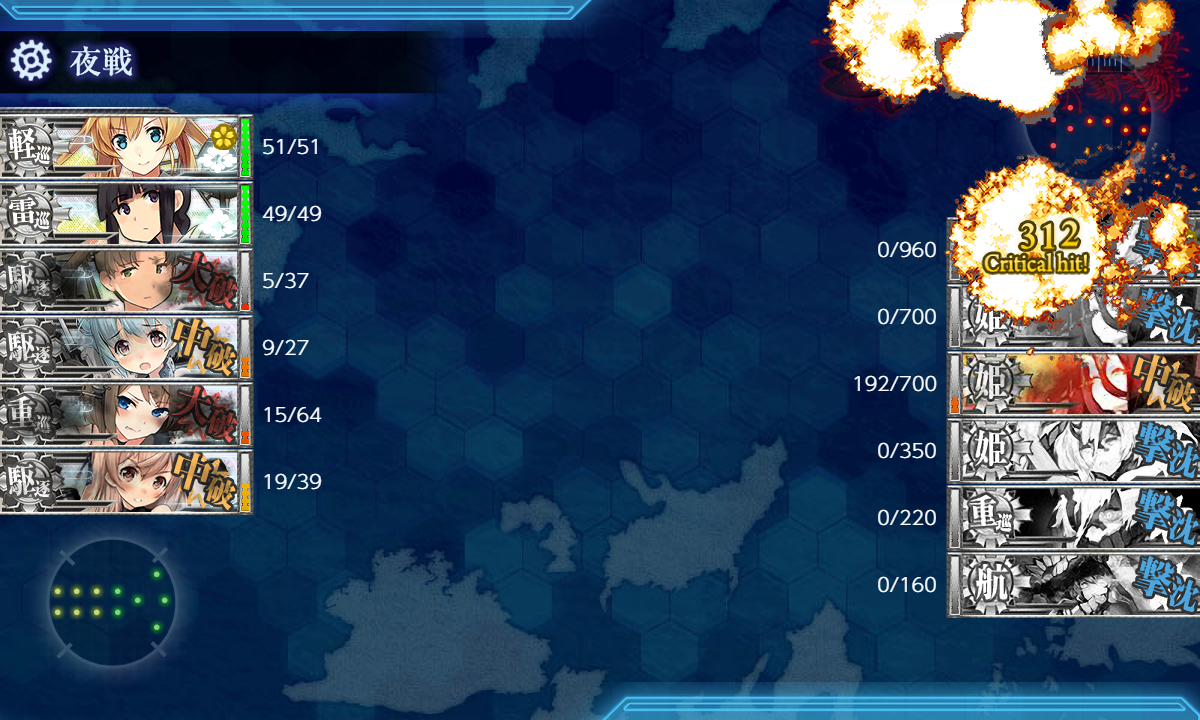 夜戦
軽巡
51/51
雷巡
49/49
駆逐 大破
5/37
駆逐 中破
9/27
重巡 大破
15/64
駆逐 中破
19/39
312
Critical hit!
0/960
撃
0/700
姫 撃沈
192/700
姫 中破
0/350
姫 撃沈
0/220
重巡 撃沈
0/160
航 撃沈